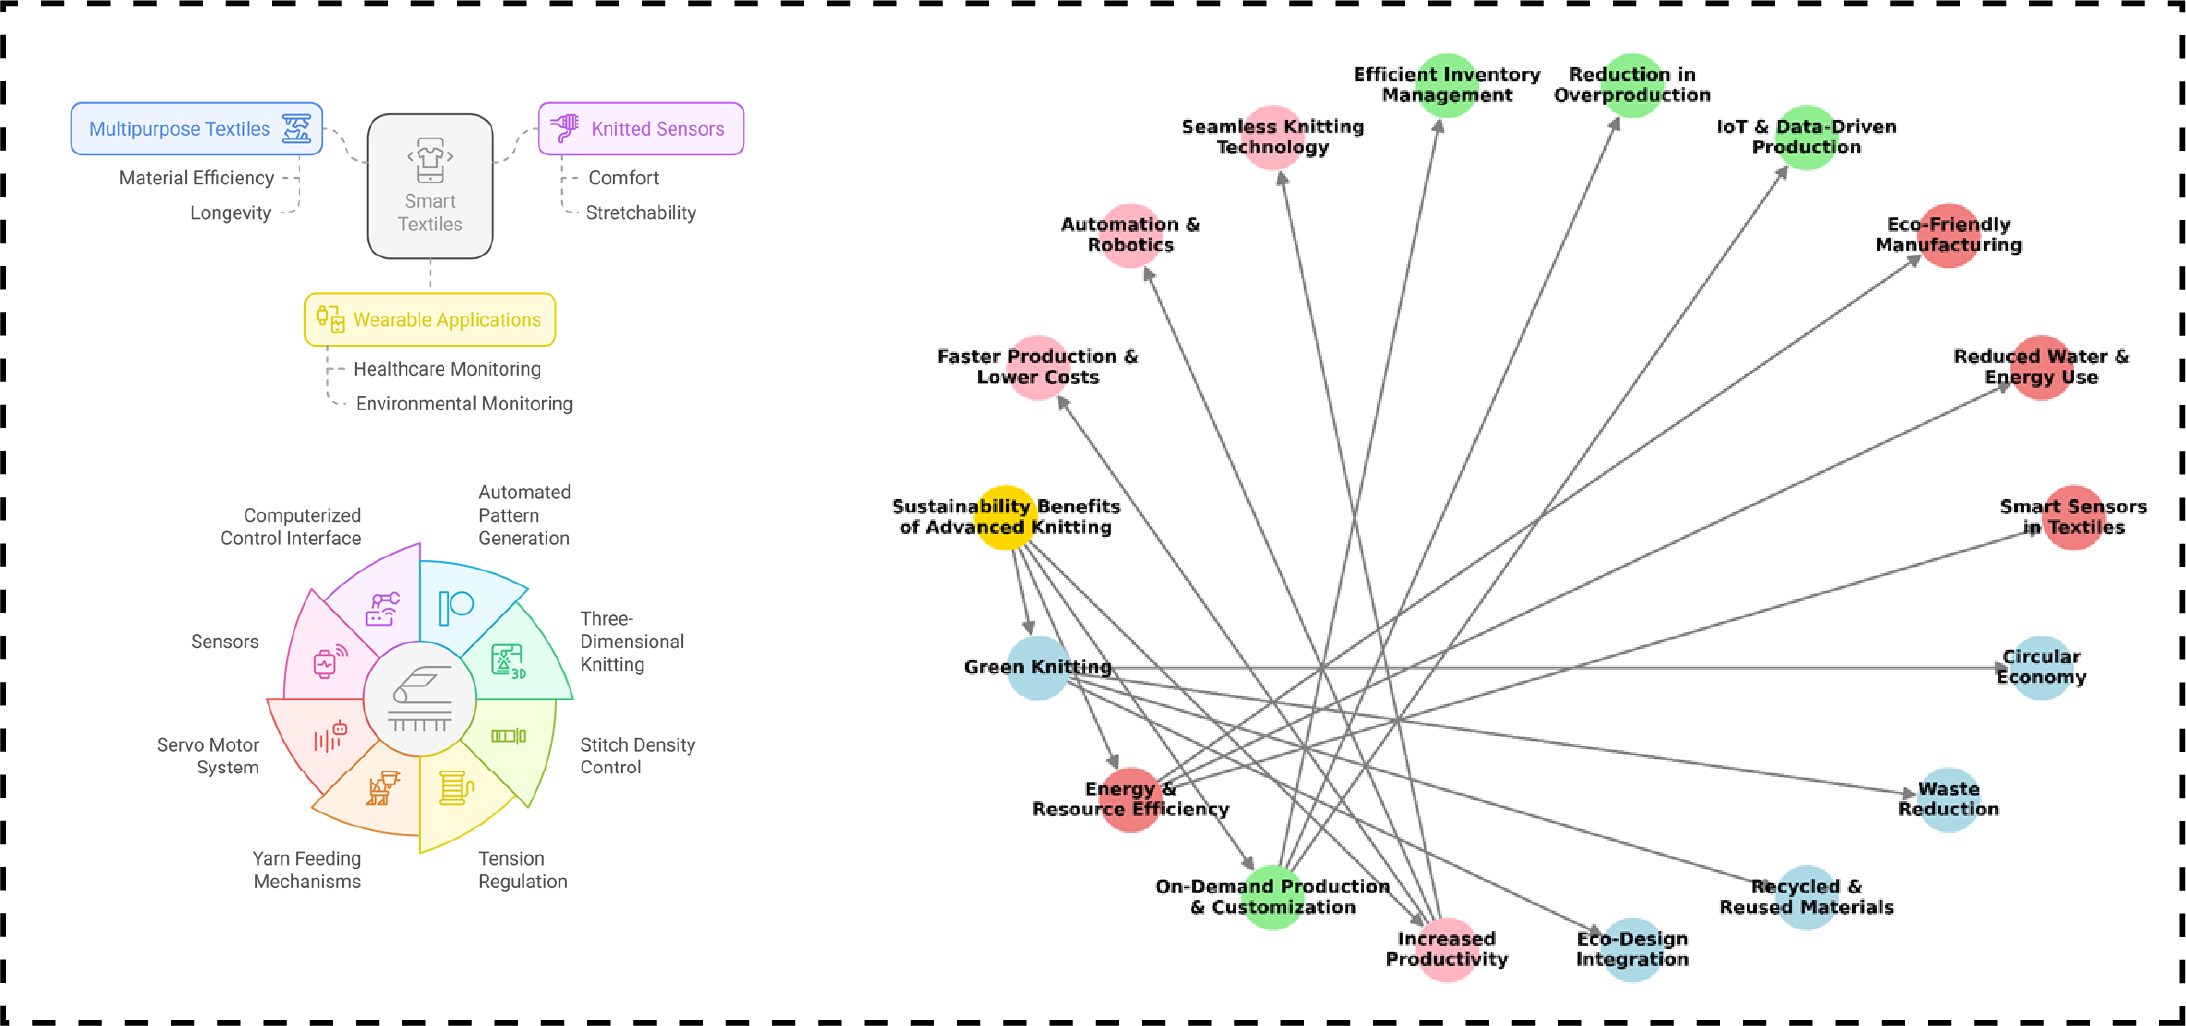 Multipurpose Textiles
Material Efficiency
Longevity
Smart
Textiles
Knitted Sensors
Comfort
Stretchability
Wearable Applications
Healthcare Monitoring
Environmental Monitoring
Computerized
Control Interface
Automated
Pattern
Generation
Sensors
Three-
Dimensional
Knitting
3D
Servo Motor
System
Stitch Density
Control
Yarn Feeding
Mechanisms
Tension
Regulation
Efficient Inventory
Management
Reduction in
Overproduction
Seamless Knitting
Technology
IoT & Data-Driven
Production
Automation &
Robotics
Eco-Friendly
Manufacturing
Faster Production &
Lower Costs
Reduced Water &
Energy Use
Sustainability Benefits
of Advanced Knitting
Smart Sensors
in Textiles
Green Knitting
Circular
Economy
Energy &
Resource Efficiency
Waste
Reduction
On-Demand Production
& Customization
Recycled &
Reused Materials
Increased
Productivity
Eco-Design
Integration